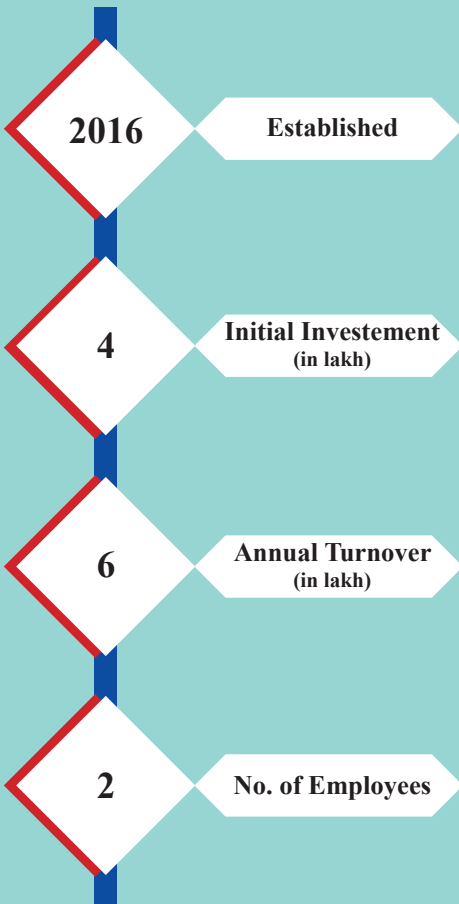 2016
Established
4
Initial Investement
(in lakh)
6
Annual Turnover
(in lakh)
2
No. of Employees